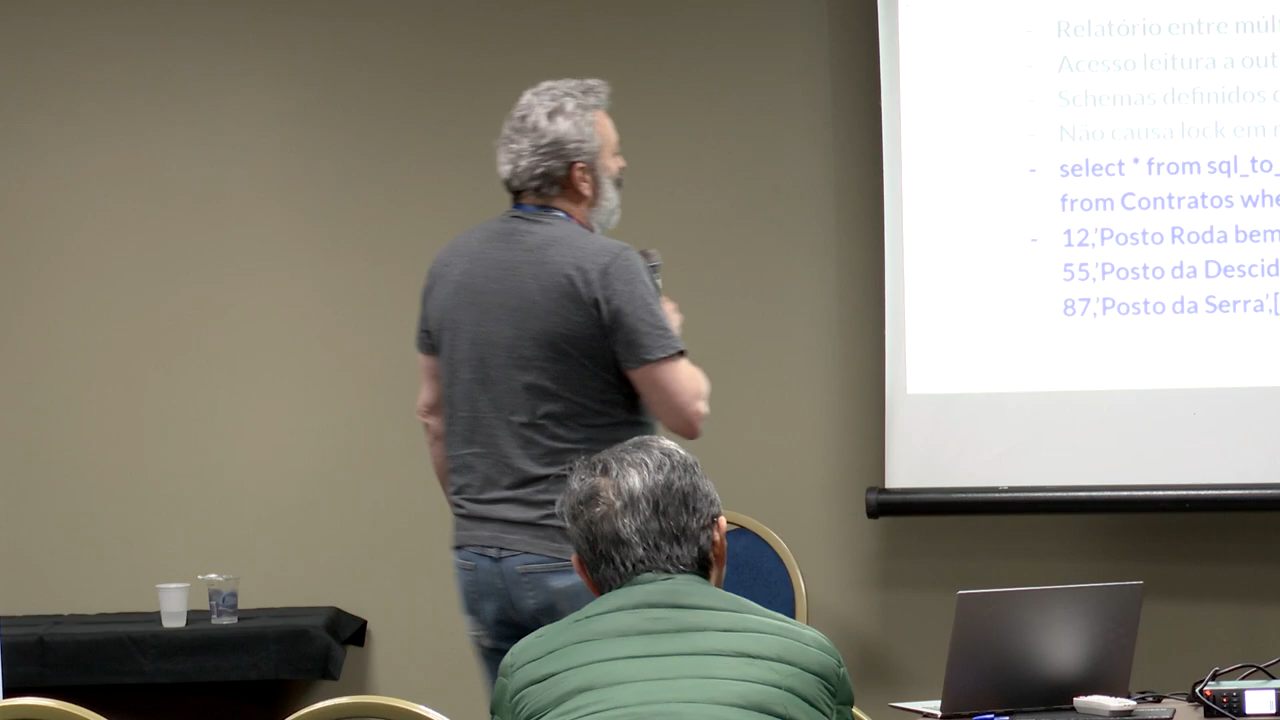 - Relatório entre múl
- Acesso leitura a out
- Schemas definidos
- Não causa lock em
- select * from sql_to_
from Contratos whe
- 12,'Posto Roda bem
55,'Posto da Descid
87,'Posto da Serra',[